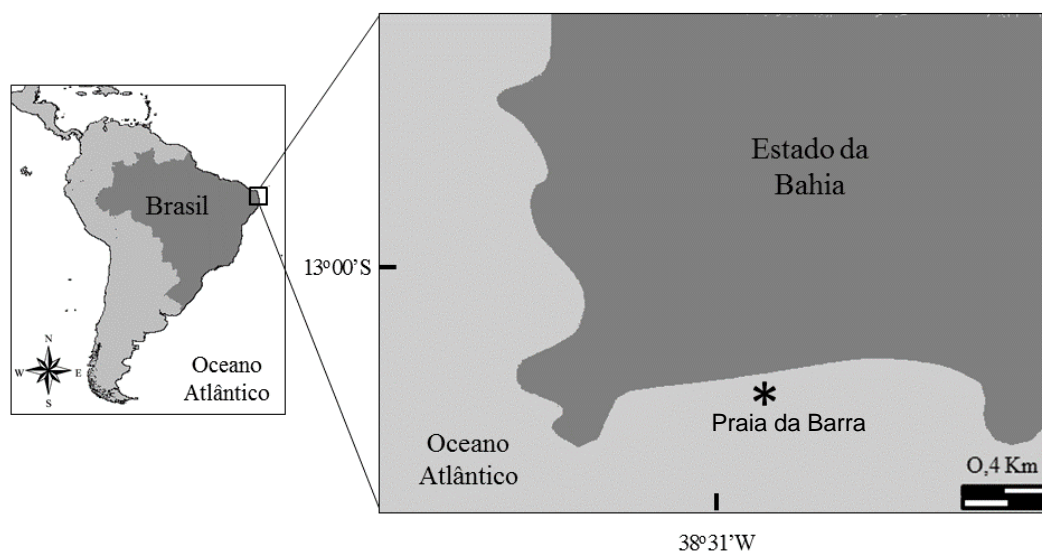 Brasil
N
W E
S
Oceano
Atlântico
Estado da
Bahia
13º00'S
Praia da Barra
Oceano
Atlântico
O,4 Km
38º31'W